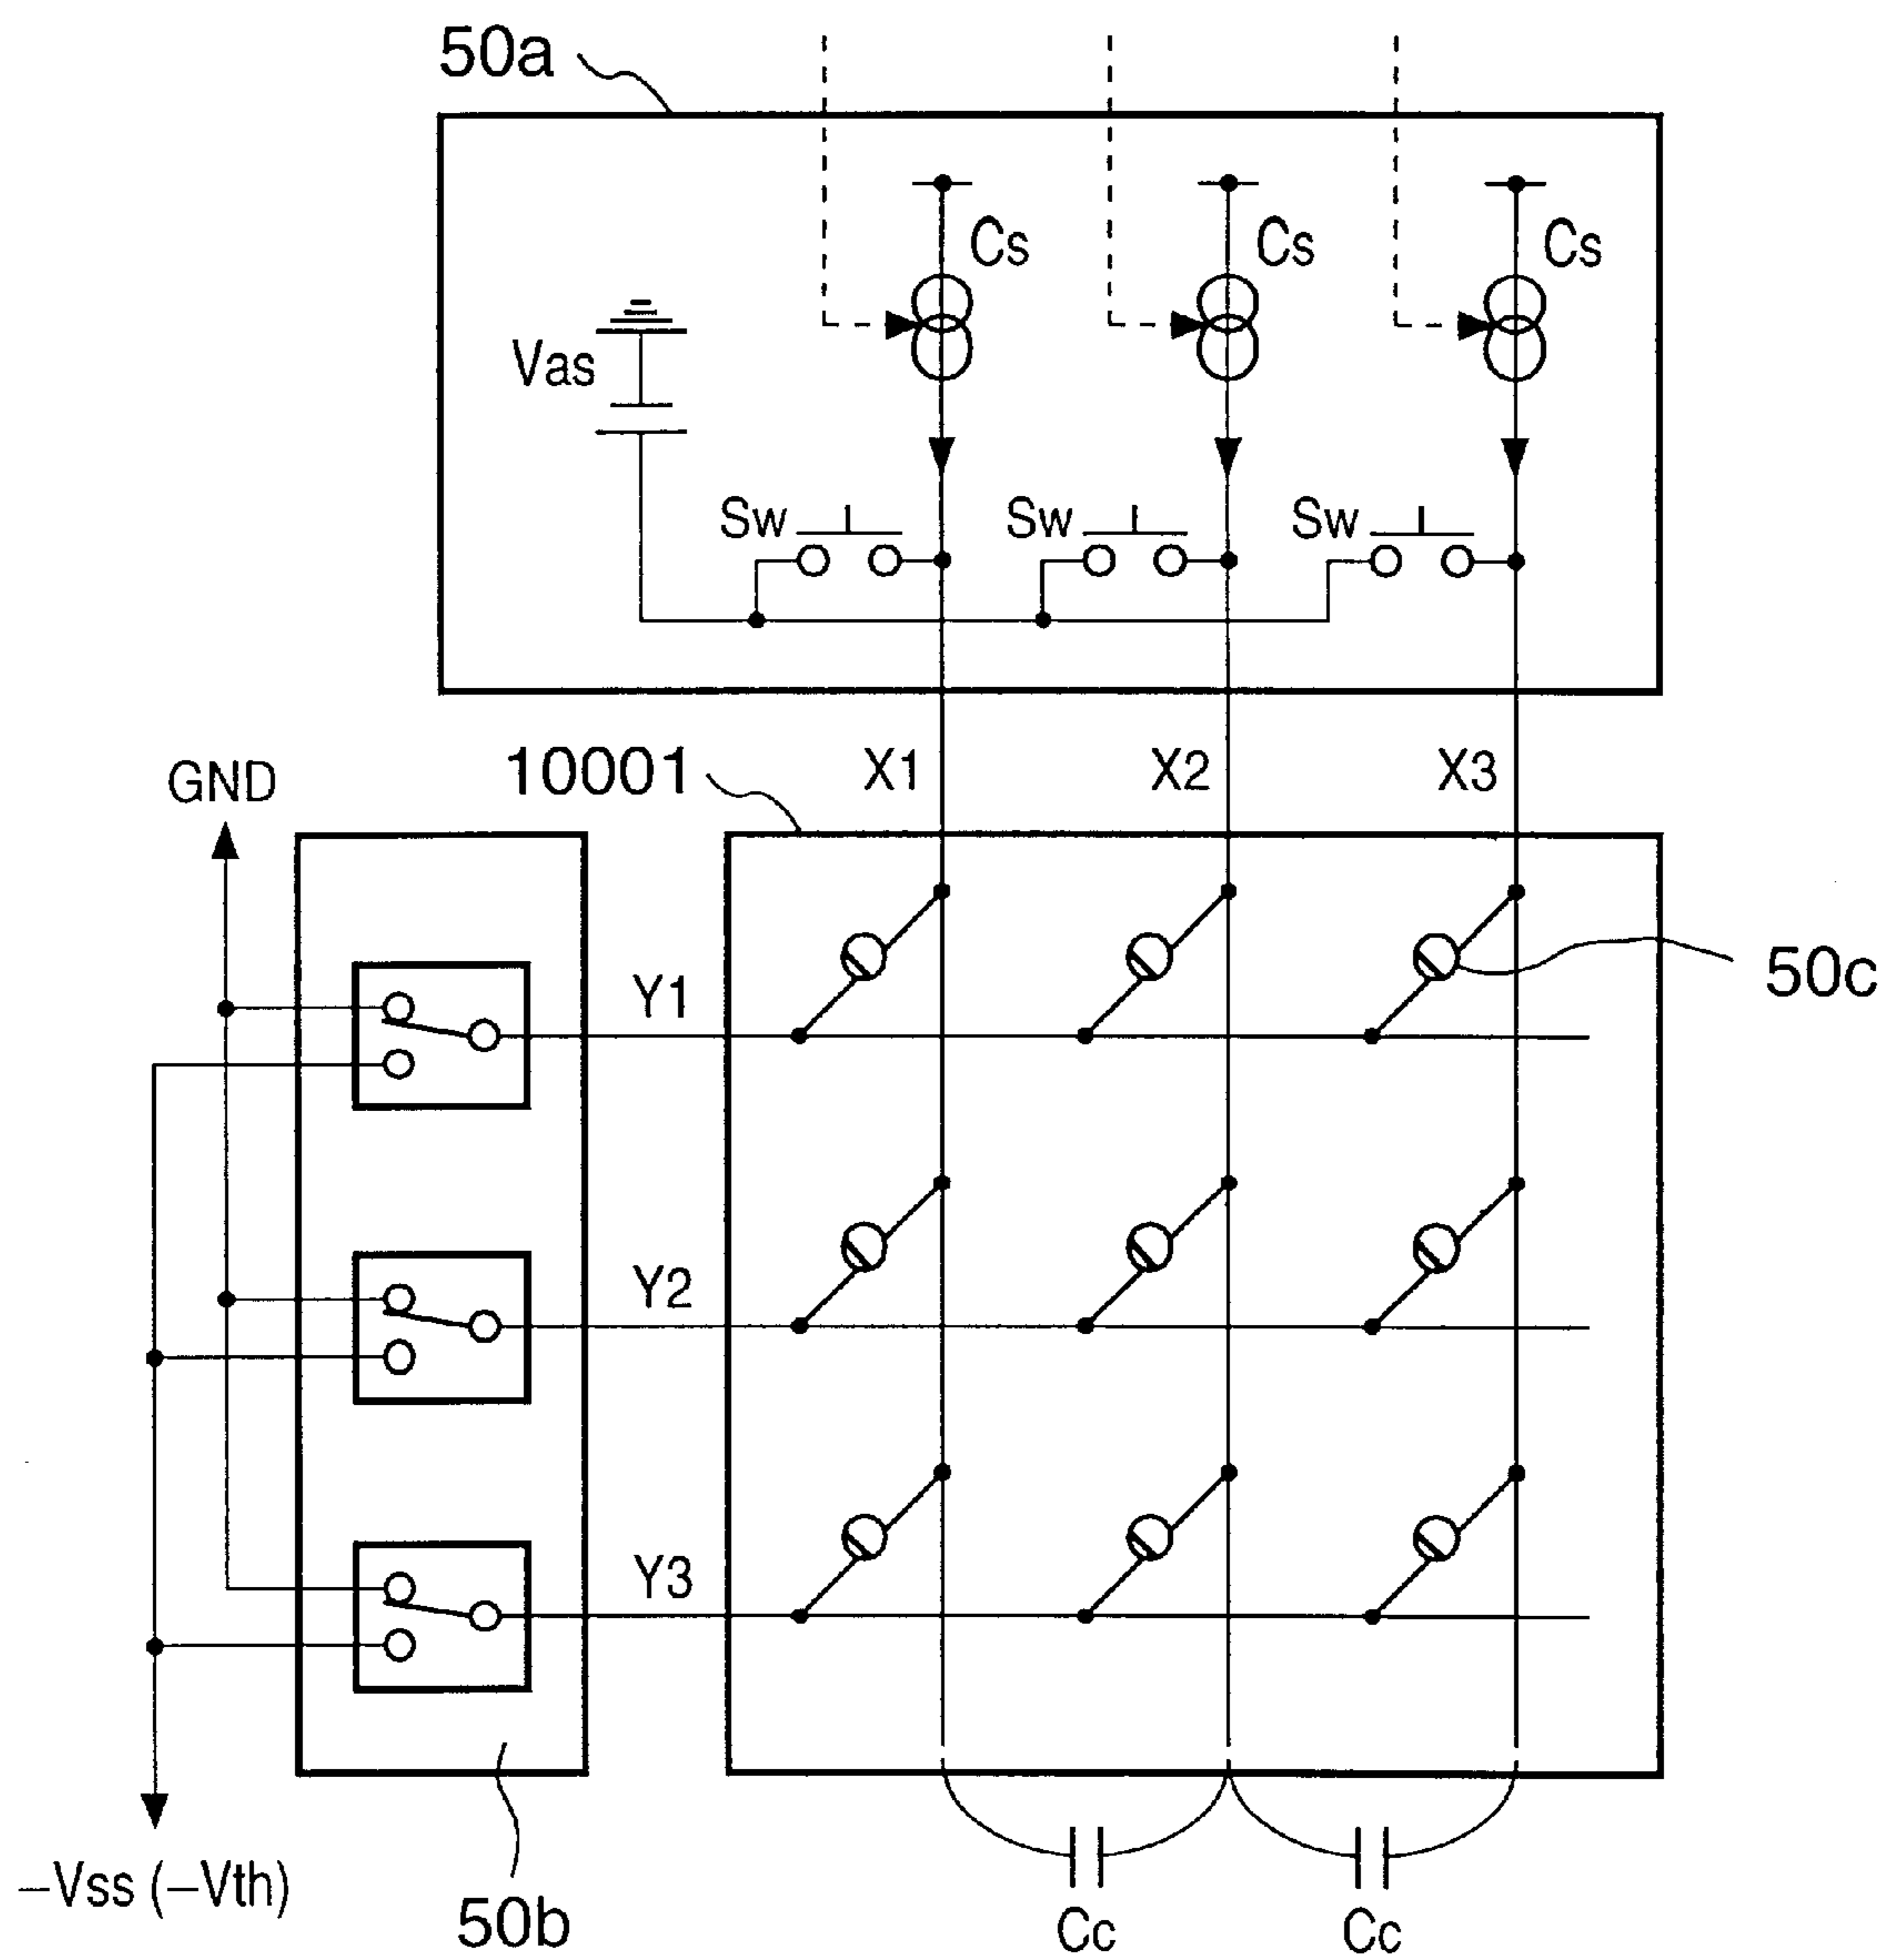 50a
Cs Cs Cs
Vas
Sw Sw Sw
10001 X1 X2 X3
GND
50c
Y1
Y2
Y3
–Vss (–Vth)
50b
Cc Cc